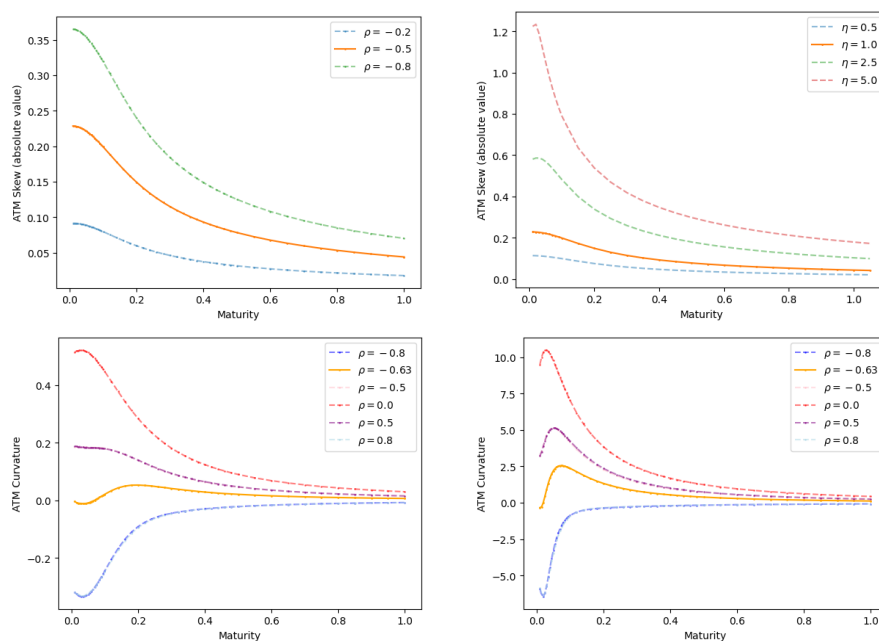 0.35
0.30
0.25
0.20
0.15
0.10
0.05
0.0
0.2
0.4
0.6
0.8
1.0
ATM Skew (absolute value)
Maturity
ρ = −0.2
ρ = −0.5
ρ = −0.8
1.2
1.0
0.8
0.6
0.4
0.2
0.0
0.0
0.2
0.4
0.6
0.8
1.0
ATM Skew (absolute value)
Maturity
η = 0.5
η = 1.0
η = 2.5
η = 5.0
0.4
0.2
0.0
−0.2
0.0
0.2
0.4
0.6
0.8
1.0
ATM Curvature
Maturity
ρ = −0.8
ρ = −0.63
ρ = −0.5
ρ = 0.0
ρ = 0.5
ρ = 0.8
10.0
7.5
5.0
2.5
0.0
−2.5
−5.0
0.0
0.2
0.4
0.6
0.8
1.0
ATM Curvature
Maturity
ρ = −0.8
ρ = −0.63
ρ = −0.5
ρ = 0.0
ρ = 0.5
ρ = 0.8